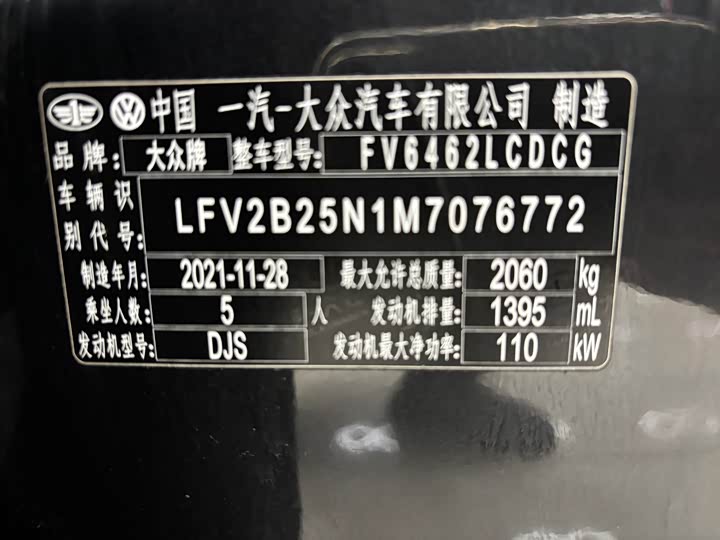 中国 一汽-大众汽车有限公司 制造
品牌: 大众牌 整车型号: FV6462LCDCG
车辆识别代号: LFV2B25N1M7076772
制造年月: 2021-11-28 最大允许总质量: 2060 kg
乘坐人数: 5 人 发动机排量: 1395 mL
发动机型号: DJS 发动机最大净功率: 110 kW